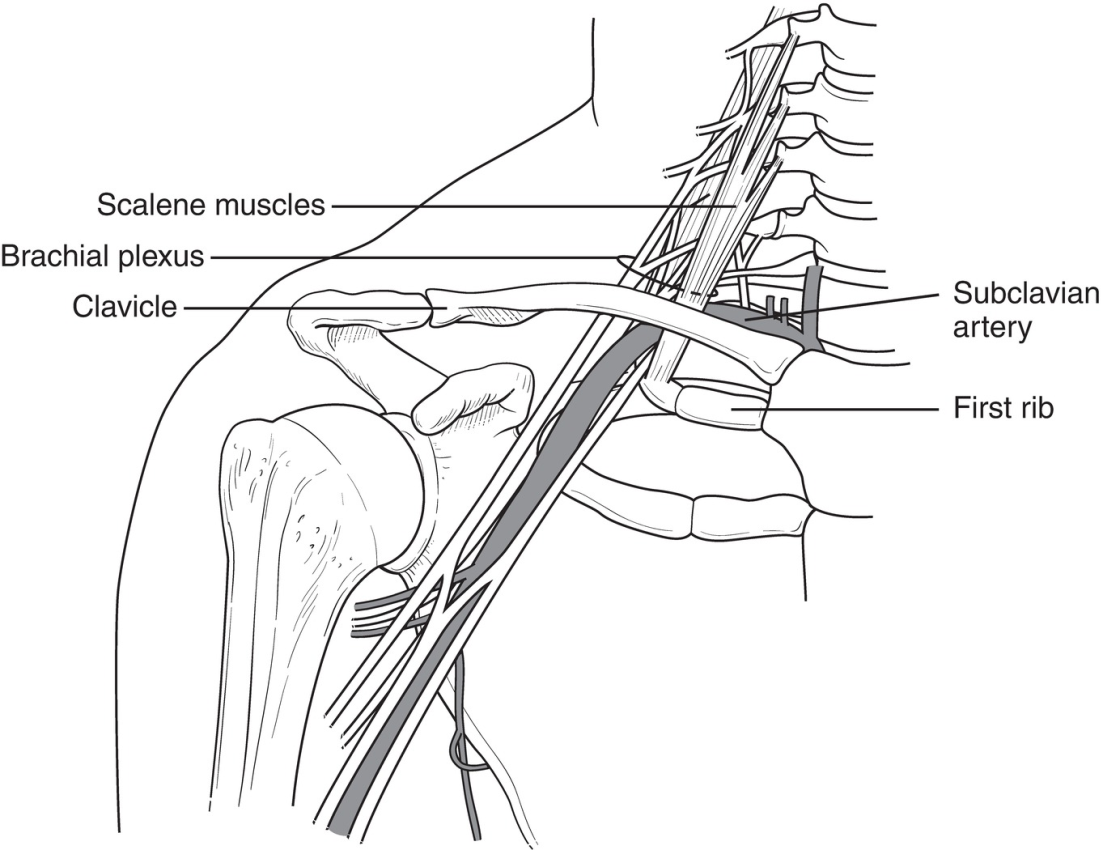 Scalene muscles
Brachial plexus
Clavicle
Subclavian
artery
First rib